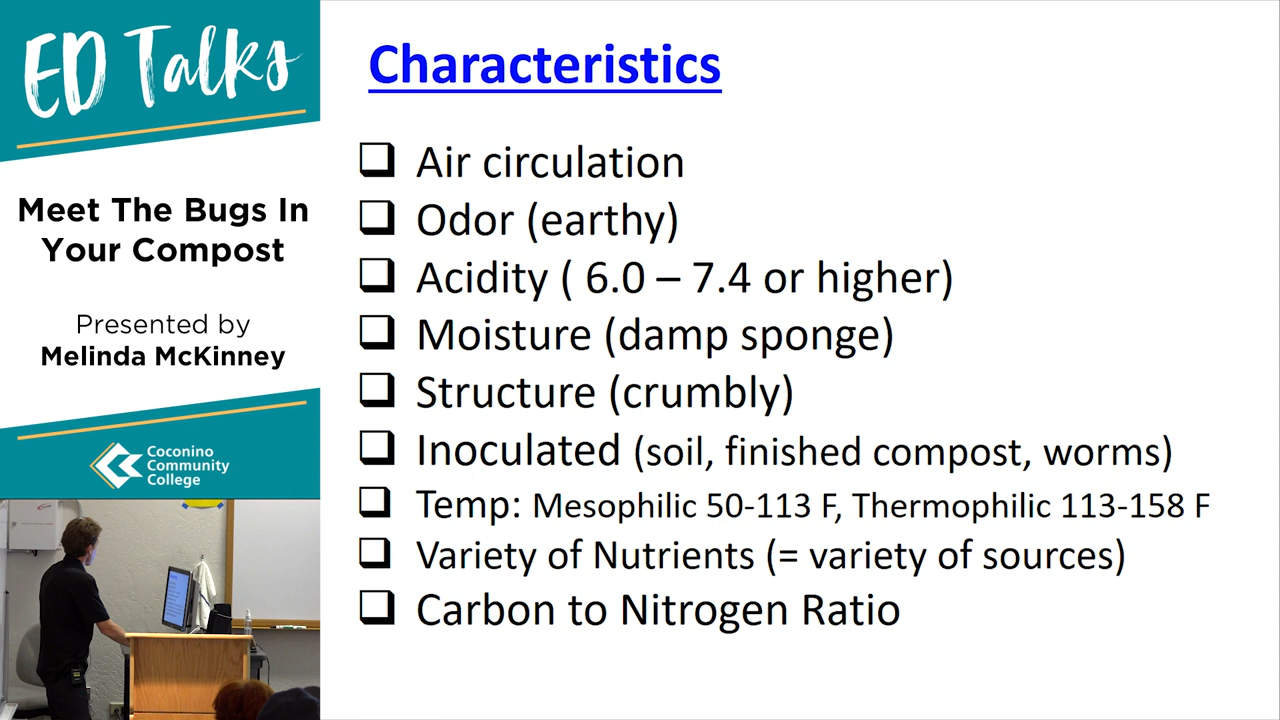 ED Talks
Meet The Bugs In
Your Compost
Presented by
Melinda McKinney
Coconino
Community
College
Characteristics
❑ Air circulation
❑ Odor (earthy)
❑ Acidity ( 6.0 – 7.4 or higher)
❑ Moisture (damp sponge)
❑ Structure (crumbly)
❑ Inoculated (soil, finished compost, worms)
❑ Temp: Mesophilic 50-113 F, Thermophilic 113-158 F
❑ Variety of Nutrients (= variety of sources)
❑ Carbon to Nitrogen Ratio